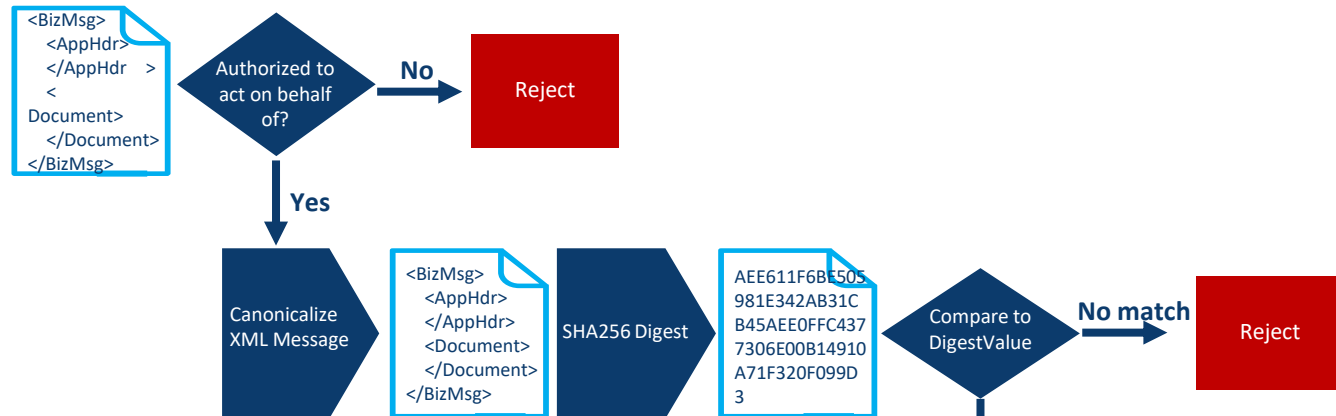 <BizMsg>
<AppHdr>
</AppHdr >
<
Document>
</Document>
</BizMsg>
Authorized to
act on behalf
of?
No
Reject
Yes
Canonicalize
XML Message
<BizMsg>
<AppHdr>
</AppHdr>
<Document>
</Document>
</BizMsg>
SHA256 Digest
AEE611F6BE505
981E342AB31C
B45AEE0FFC437
7306E00B14910
A71F320F099D
3
Compare to
DigestValue
No match
Reject